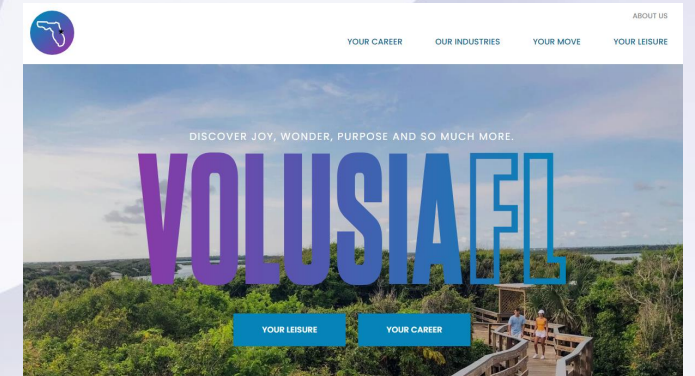 ABOUT US
YOUR CAREER OUR INDUSTRIES YOUR MOVE YOUR LEISURE
DISCOVER JOY, WONDER, PURPOSE AND SO MUCH MORE.
VOLUSIAFL
YOUR LEISURE YOUR CAREER